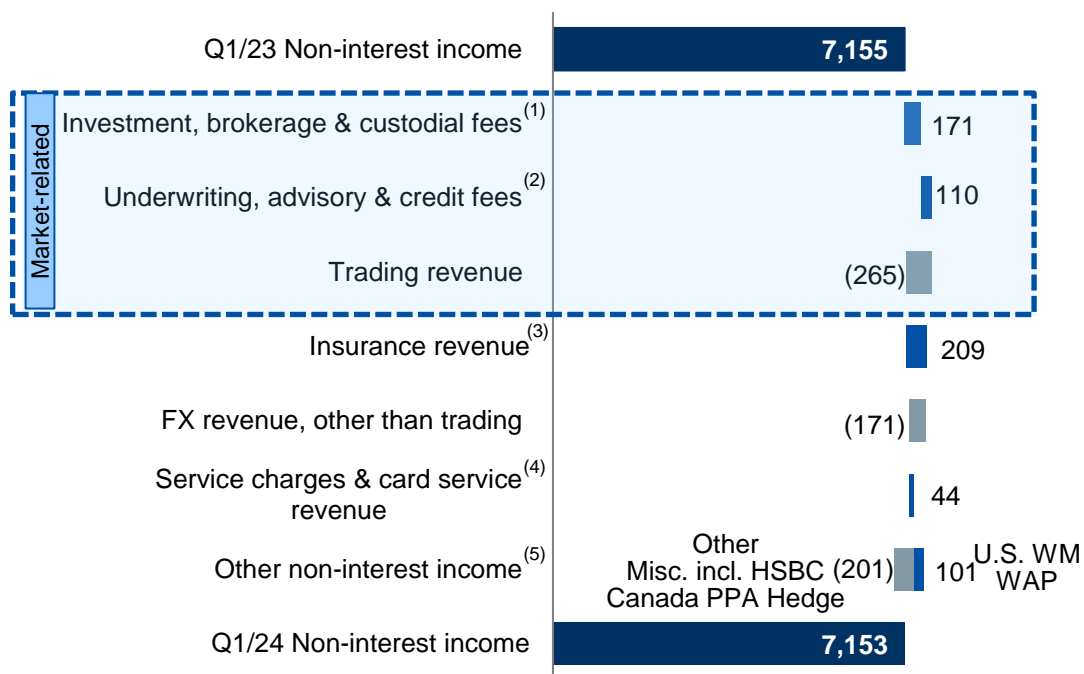 Q1/23 Non-interest income 7,155
Market-related
Investment, brokerage & custodial fees(1) 171
Underwriting, advisory & credit fees(2) 110
Trading revenue (265)
Insurance revenue(3) 209
FX revenue, other than trading (171)
Service charges & card service(4)
revenue
44
Other non-interest income(5)
Other
Misc. incl. HSBC
Canada PPA Hedge
(201)
101
U.S. WM
WAP
Q1/24 Non-interest income 7,153